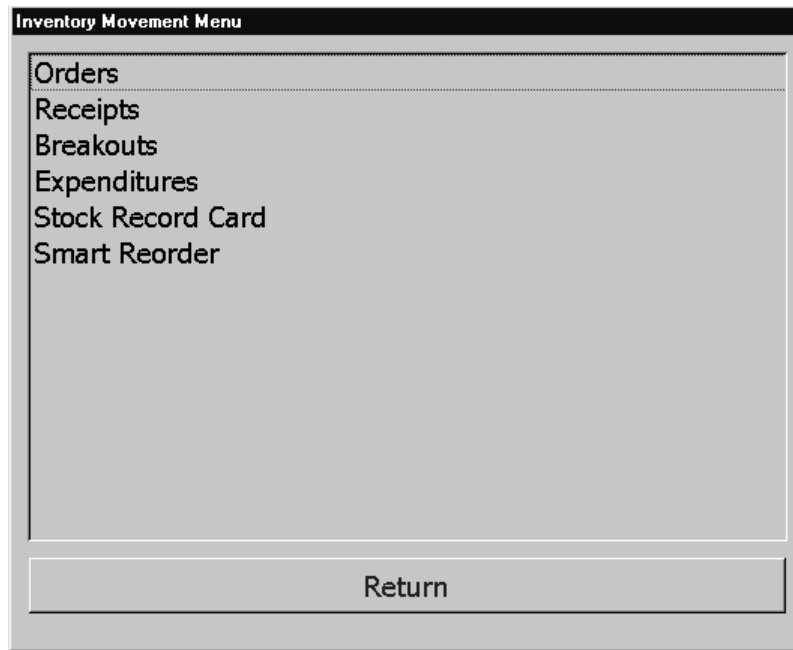 Inventory Movement Menu
Orders
Receipts
Breakouts
Expenditures
Stock Record Card
Smart Reorder
Return